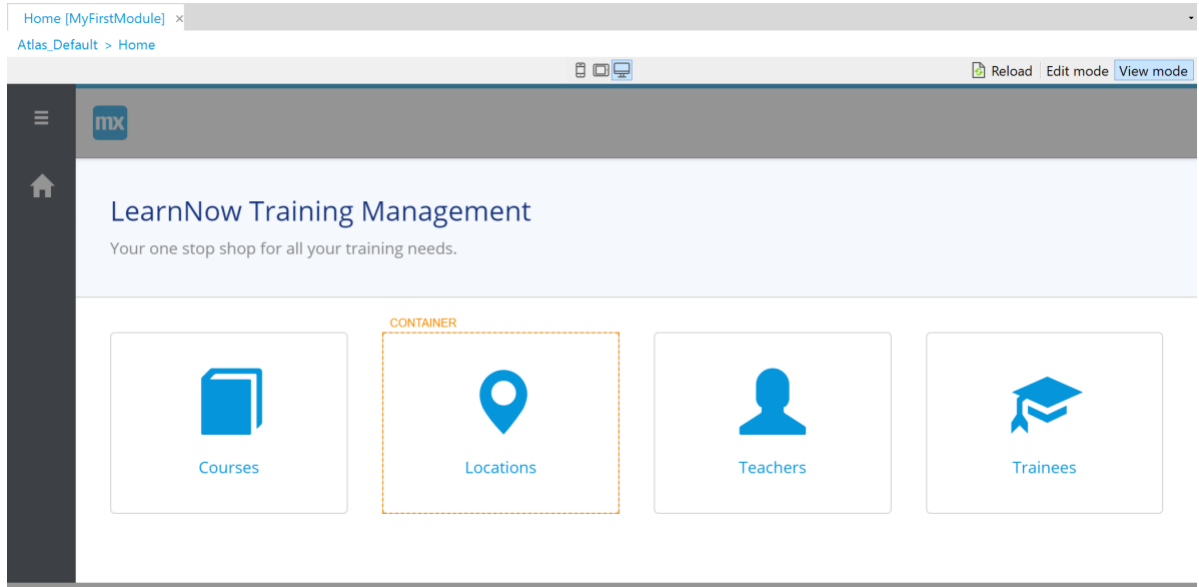 Home [MyFirstModule] ×
Atlas_Default > Home
Reload Edit mode View mode
mx
LearnNow Training Management
Your one stop shop for all your training needs.
CONTAINER
Courses Locations Teachers Trainees